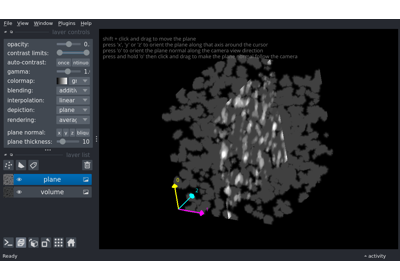 File View Window Plugins Help
layer controls
opacity: 0.
contrast limits:
auto-contrast: once
gamma: 1.
colormap:
blending: additiv
interpolation: linear
depiction: plane
rendering: averag
plane normal: x y z
plane thickness: 10
layer list
plane
volume
Ready
activity
shift + click and drag to move the plane
press 'x', 'y' or 'z' to orient the plane along that axis around the cursor
press 'o' to orient the plane normal along the camera view direction
press and hold 'o' then click and drag to make the plane normal follow the camera